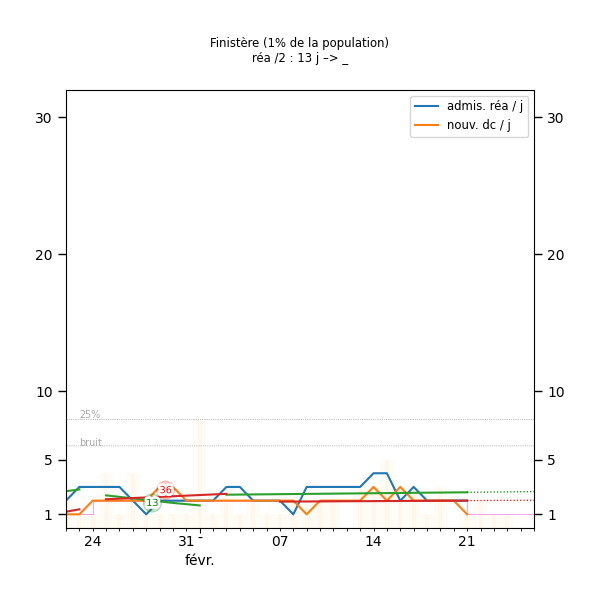 Finistère (1% de la population)
réa /2 : 13 j –> _
admis. réa / j
nouv. dc / j
30 30
20 20
10 10
25%
bruit
5 5
36
13
1 1
24 31 - 07 14 21
févr.